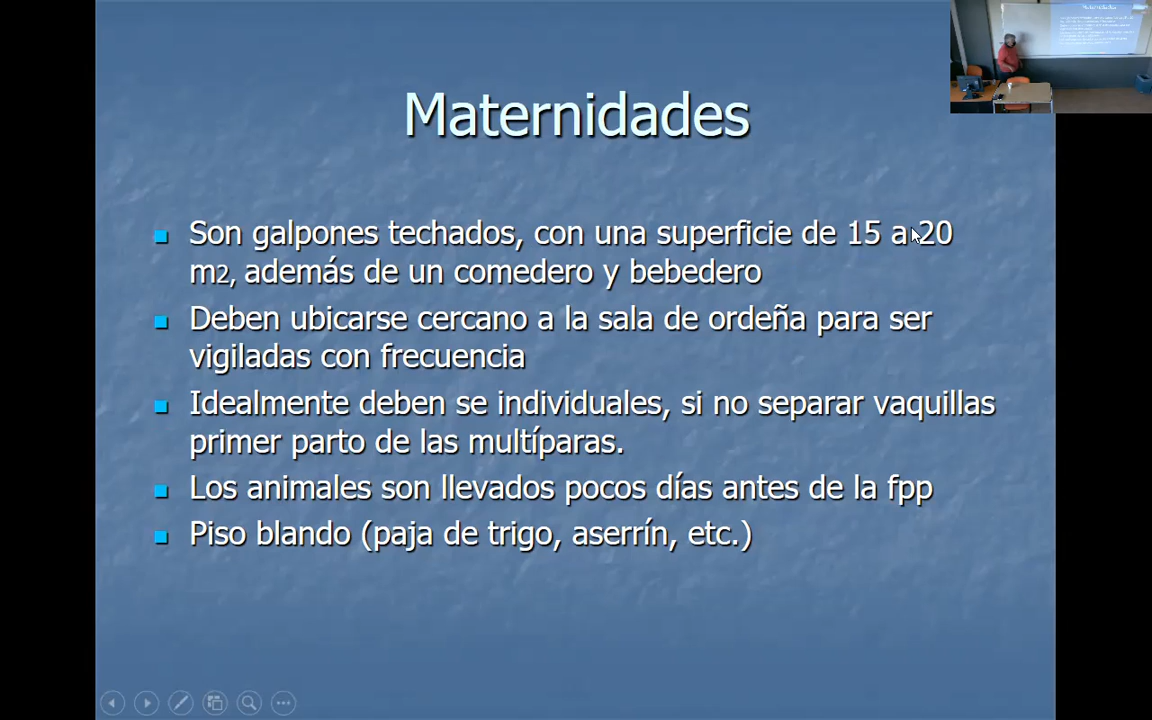 Maternidades
Son galpones techados, con una superficie de 15 a 20
m2, además de un comedero y bebedero
Deben ubicarse cercano a la sala de ordeña para ser
vigiladas con frecuencia
Idealmente deben se individuales, si no separar vaquillas
primer parto de las multíparas.
Los animales son llevados pocos días antes de la fpp
Piso blando (paja de trigo, aserrín, etc.)